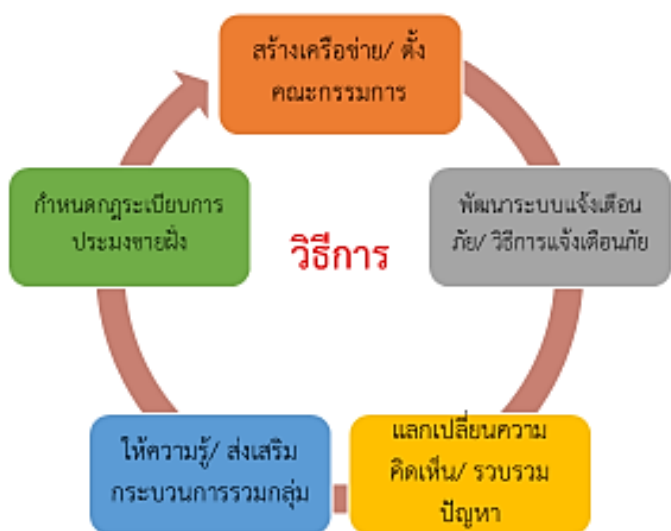 สร้างเครือข่าย/ ตั้ง
คณะกรรมการ
พัฒนาระบบแจ้งเตือน
ภัย/ วิธีการแจ้งเตือนภัย
แลกเปลี่ยนความ
คิดเห็น/ รวบรวม
ปัญหา
ให้ความรู้/ ส่งเสริม
กระบวนการรวมกลุ่ม
กำหนดกฎระเบียบการ
ประมงชายฝั่ง
วิธีการ